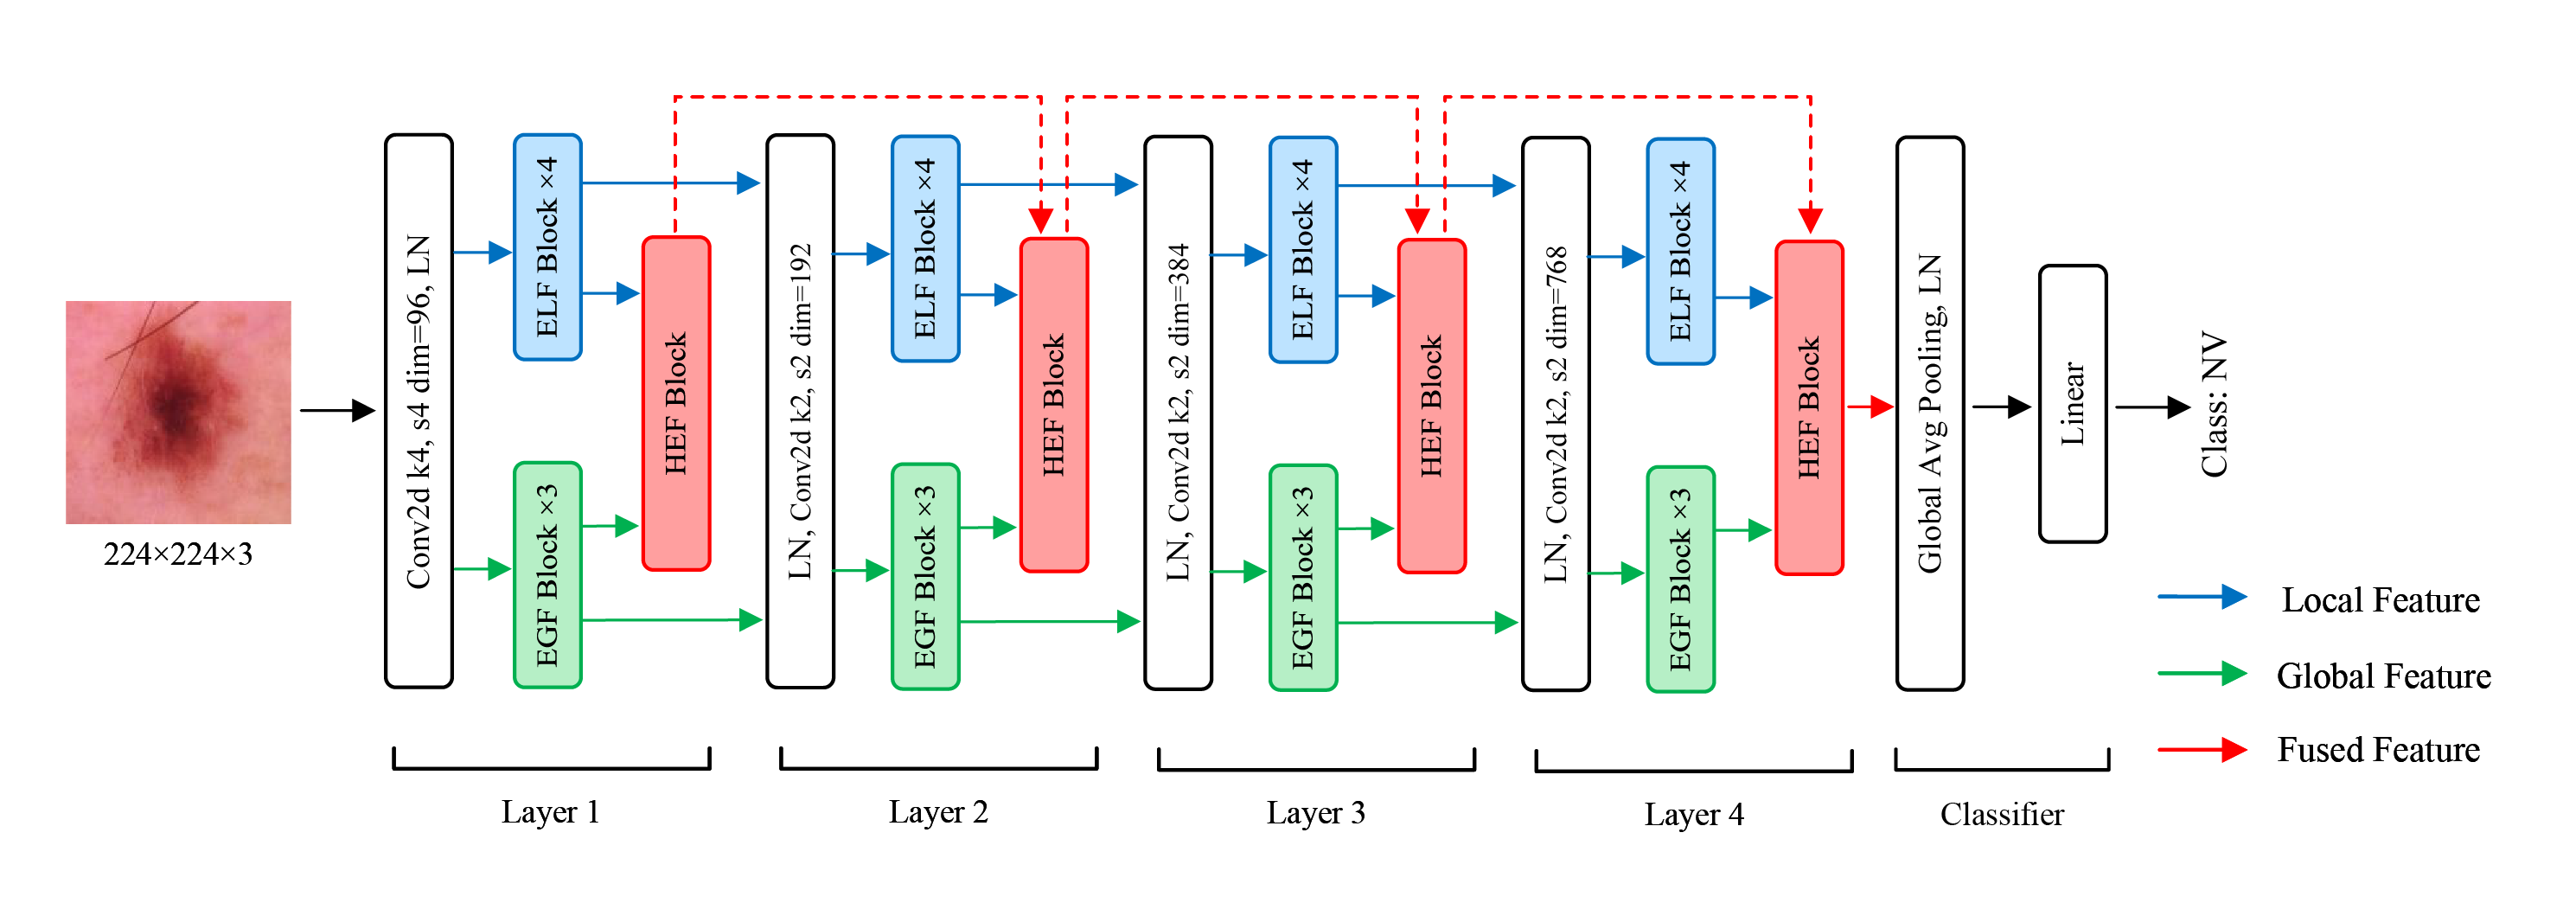 224×224×3
Conv2d k4, s4 dim=96, LN
ELF Block ×4
EGF Block ×3
HEF Block
LN, Conv2d k2, s2 dim=192
ELF Block ×4
EGF Block ×3
HEF Block
LN, Conv2d k2, s2 dim=384
ELF Block ×4
EGF Block ×3
HEF Block
LN, Conv2d k2, s2 dim=768
ELF Block ×4
EGF Block ×3
HEF Block
Global Avg Pooling, LN
Linear
Class: NV
Local Feature
Global Feature
Fused Feature
Layer 1
Layer 2
Layer 3
Layer 4
Classifier